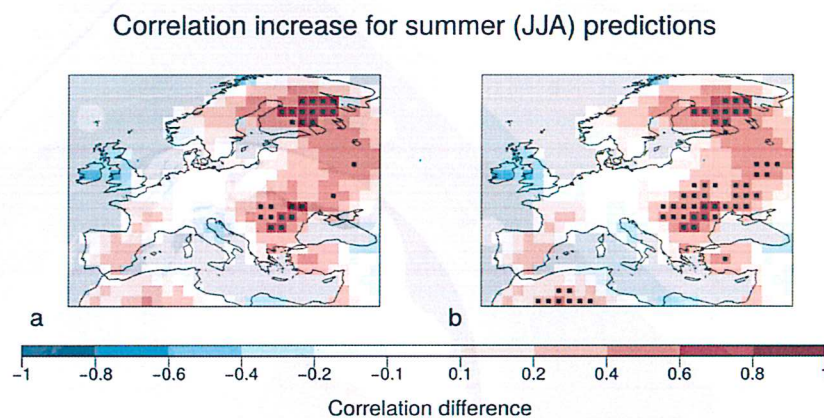 Correlation increase for summer (JJA) predictions
a
b
−1 −0.8 −0.6 −0.4 −0.2 −0.1 0.1 0.2 0.4 0.6 0.8 1
Correlation difference